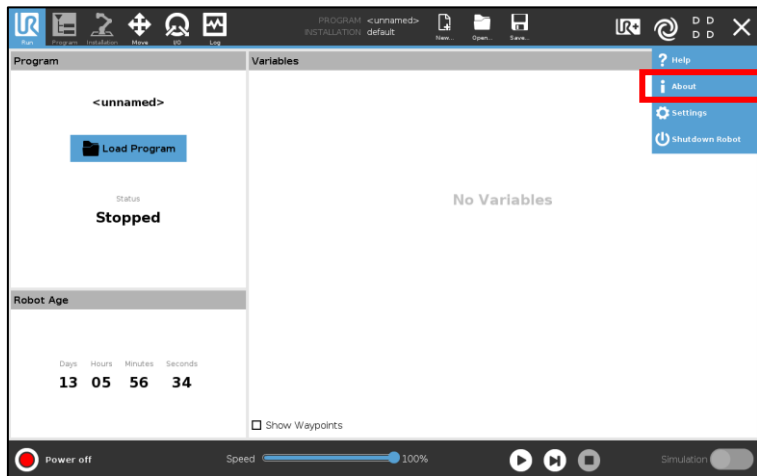 UR
Run
Program
Installation
Move
I/O
Log
PROGRAM <unnamed>
INSTALLATION default
New...
Open...
Save...
UR+
D D
D D
Program
<unnamed>
Load Program
Status
Stopped
Robot Age
Days Hours Minutes Seconds
13 05 56 34
Variables
No Variables
Show Waypoints
? Help
i About
Settings
Shutdown Robot
Power off
Speed 100%
Simulation